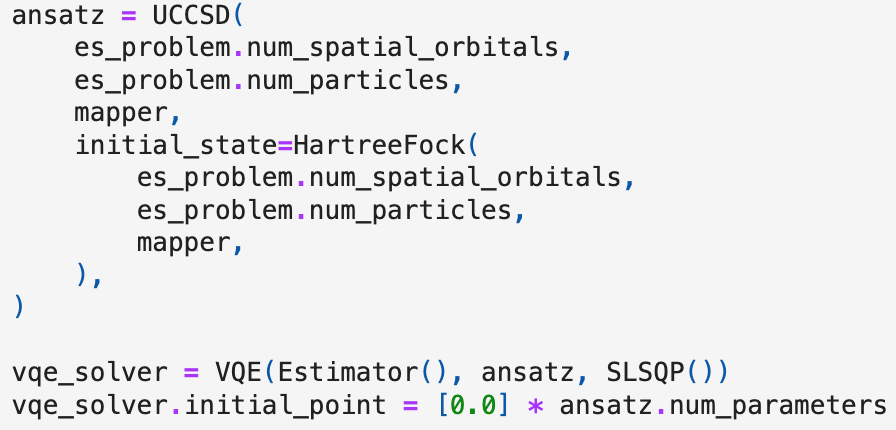 ansatz = UCCSD(
    es_problem.num_spatial_orbitals,
    es_problem.num_particles,
    mapper,
    initial_state=HartreeFock(
        es_problem.num_spatial_orbitals,
        es_problem.num_particles,
        mapper,
    ),
)

vqe_solver = VQE(Estimator(), ansatz, SLSQP())
vqe_solver.initial_point = [0.0] * ansatz.num_parameters